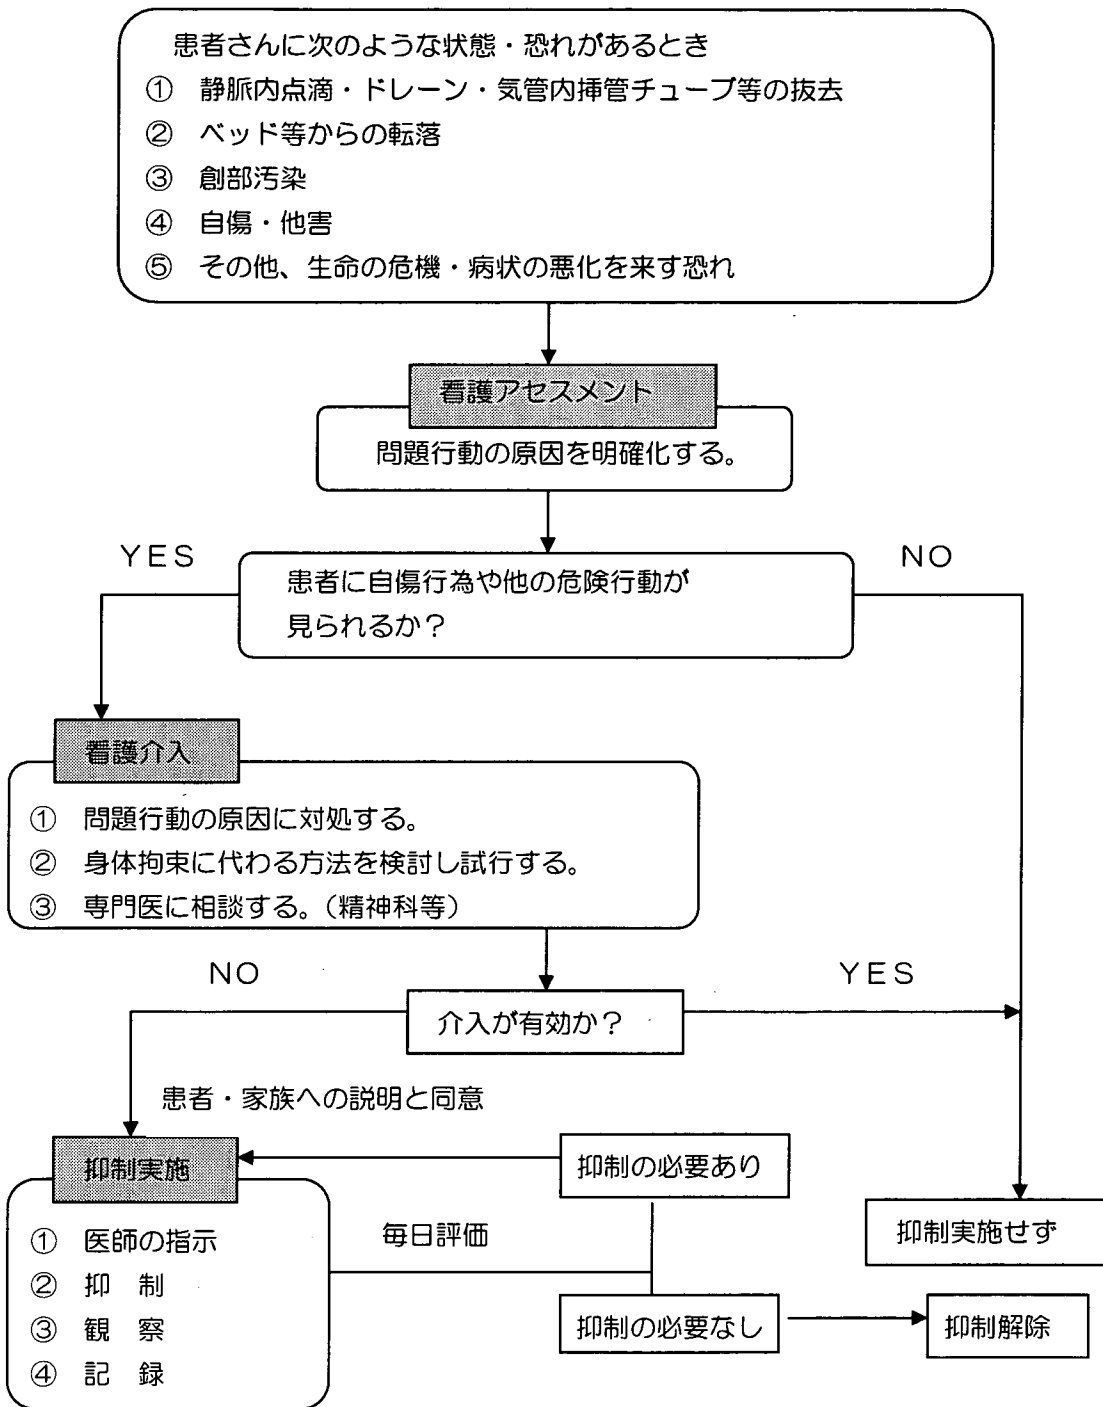 患者さんに次のような状態・恐れがあるとき
① 静脈内点滴・ドレーン・気管内挿管チューブ等の抜去
② ベッド等からの転落
③ 創部汚染
④ 自傷・他害
⑤ その他、生命の危機・病状の悪化を来す恐れ
看護アセスメント
問題行動の原因を明確化する。
YES
NO
患者に自傷行為や他の危険行動が
見られるか？
看護介入
① 問題行動の原因に対処する。
② 身体拘束に代わる方法を検討し試行する。
③ 専門医に相談する。（精神科等）
NO
YES
介入が有効か？
患者・家族への説明と同意
抑制実施
抑制の必要あり
① 医師の指示
② 抑　制
③ 観　察
④ 記　録
毎日評価
抑制実施せず
抑制の必要なし
抑制解除